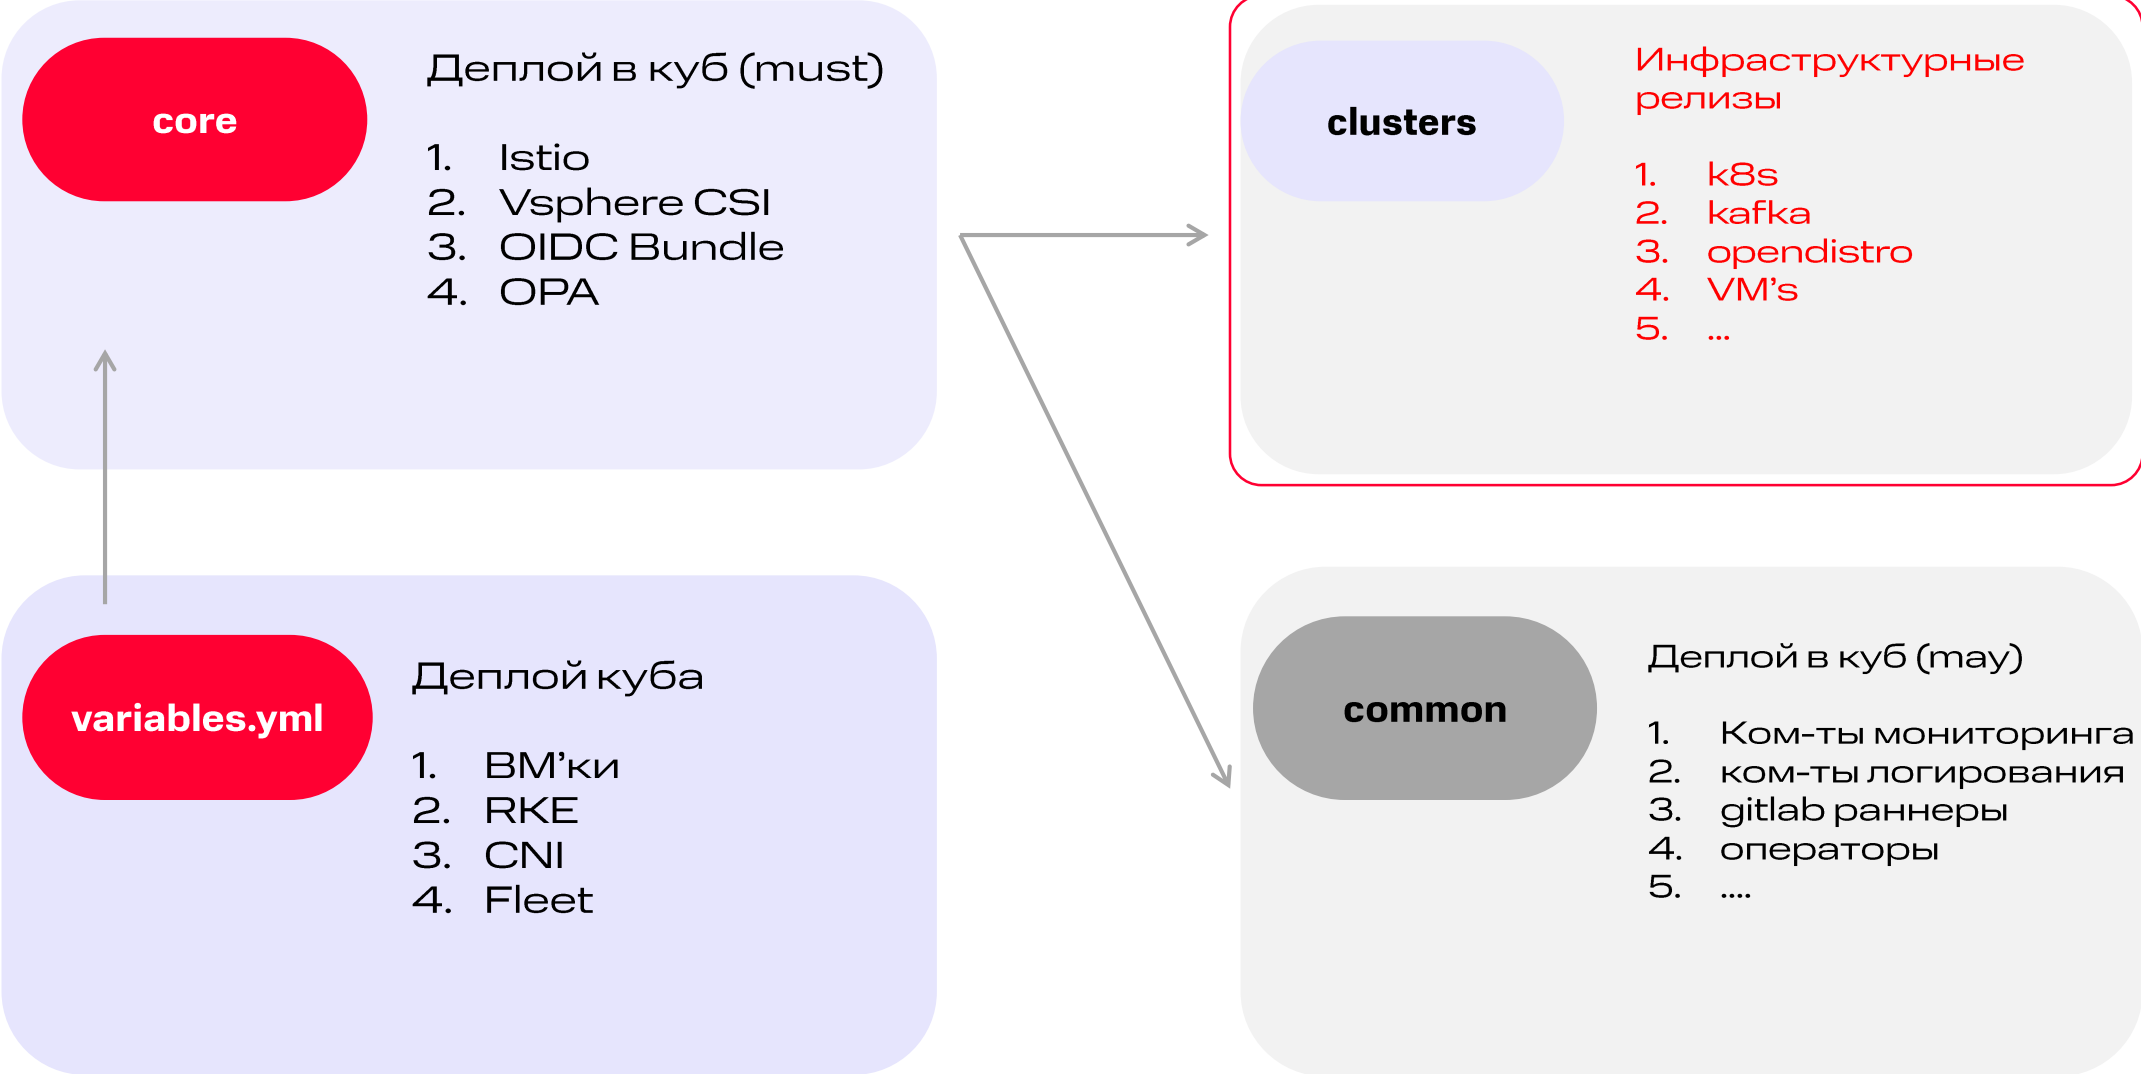 core
Деплой в куб (must)
1. Istio
2. Vsphere CSI
3. OIDC Bundle
4. OPA
clusters
Инфраструктурные
релизы
1. k8s
2. kafka
3. opendistro
4. VM’s
5. ...
variables.yml
Деплой куба
1. ВМ’ки
2. RKE
3. CNI
4. Fleet
common
Деплой в куб (may)
1. Ком-ты мониторинга
2. ком-ты логирования
3. gitlab раннеры
4. операторы
5. ....